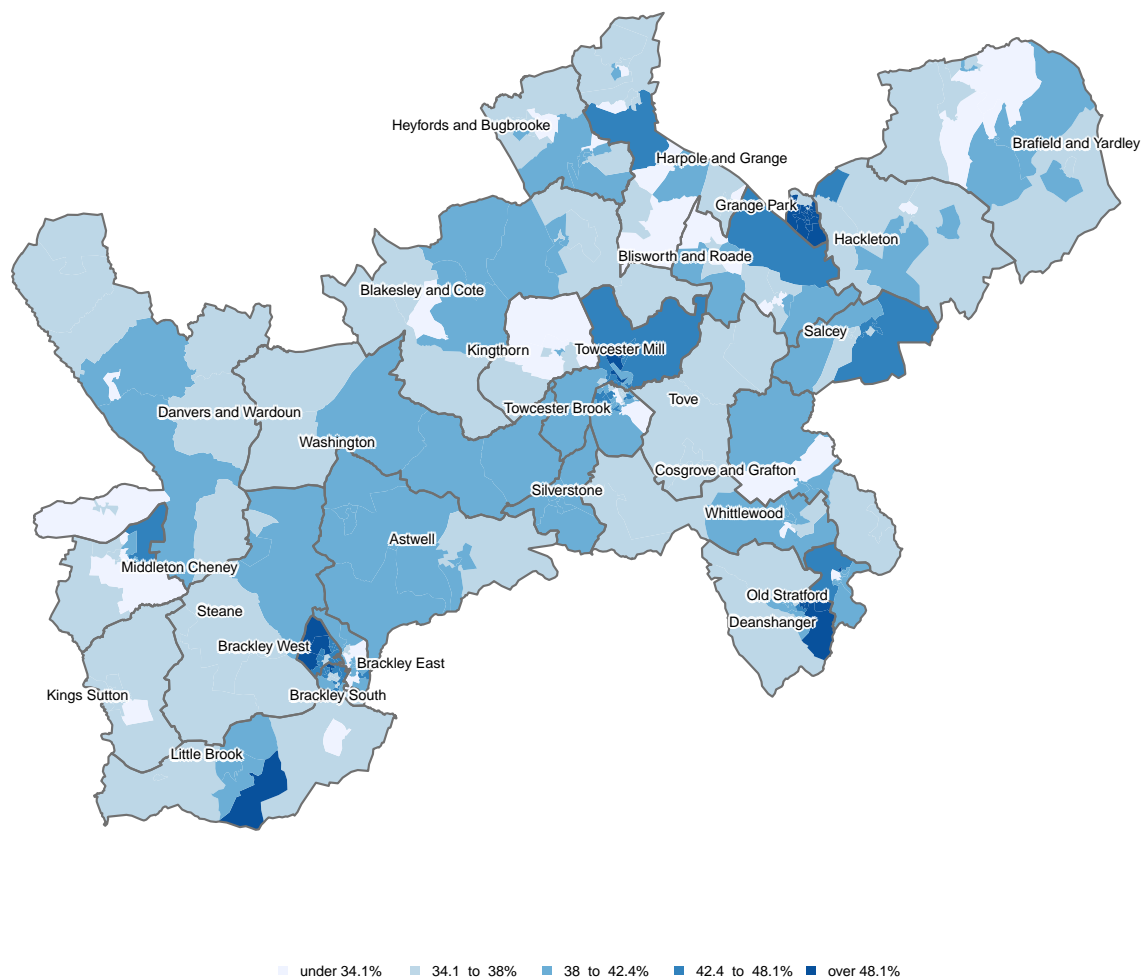 Heyfords and Bugbrooke
Brafield and Yardley
Harpole and Grange
Grange Park
Hackleton
Blisworth and Roade
Blakesley and Cote
Salcey
Kingthorn
Towcester Mill
Tove
Towcester Brook
Danvers and Wardoun
Washington
Cosgrove and Grafton
Silverstone
Whittlewood
Astwell
Middleton Cheney
Old Stratford
Steane
Deanshanger
Brackley West
Brackley East
Kings Sutton
Brackley South
Little Brook
under 34.1% 34.1 to 38% 38 to 42.4% 42.4 to 48.1% over 48.1%